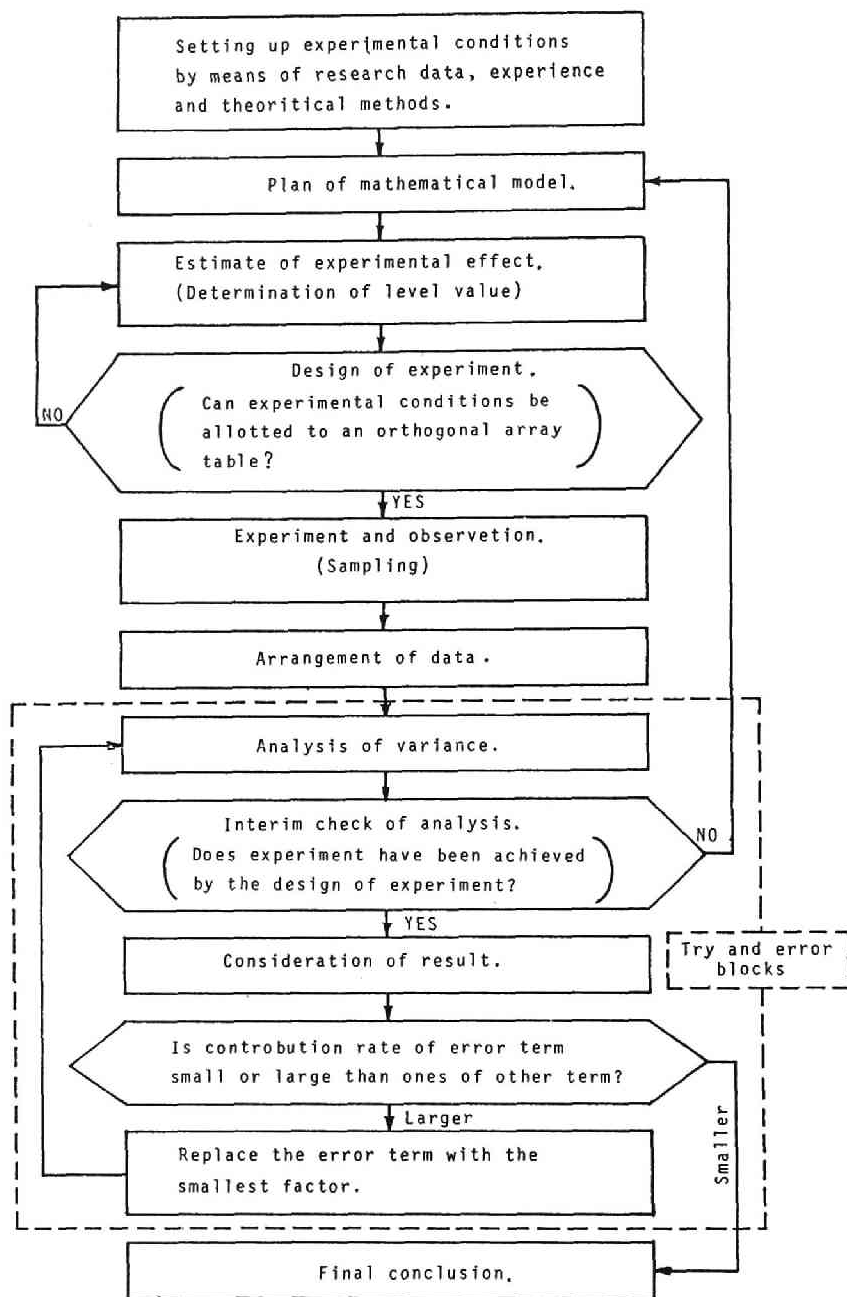 Setting up experimental conditions
by means of research data, experience
and theoritical methods.
Plan of mathematical model.
Estimate of experimental effect.
(Determination of level value)
Design of experiment.
NO
(Can experimental conditions be
allotted to an orthogonal array
table?)
YES
Experiment and observetion.
(Sampling)
Arrangement of data.
Analysis of variance.
Interim check of analysis.
NO
(Does experiment have been achieved
by the design of experiment?)
YES
Consideration of result.
Try and error
blocks
Is controbution rate of error term
small or large than ones of other term?
Larger
Smaller
Replace the error term with the
smallest factor.
Final conclusion.